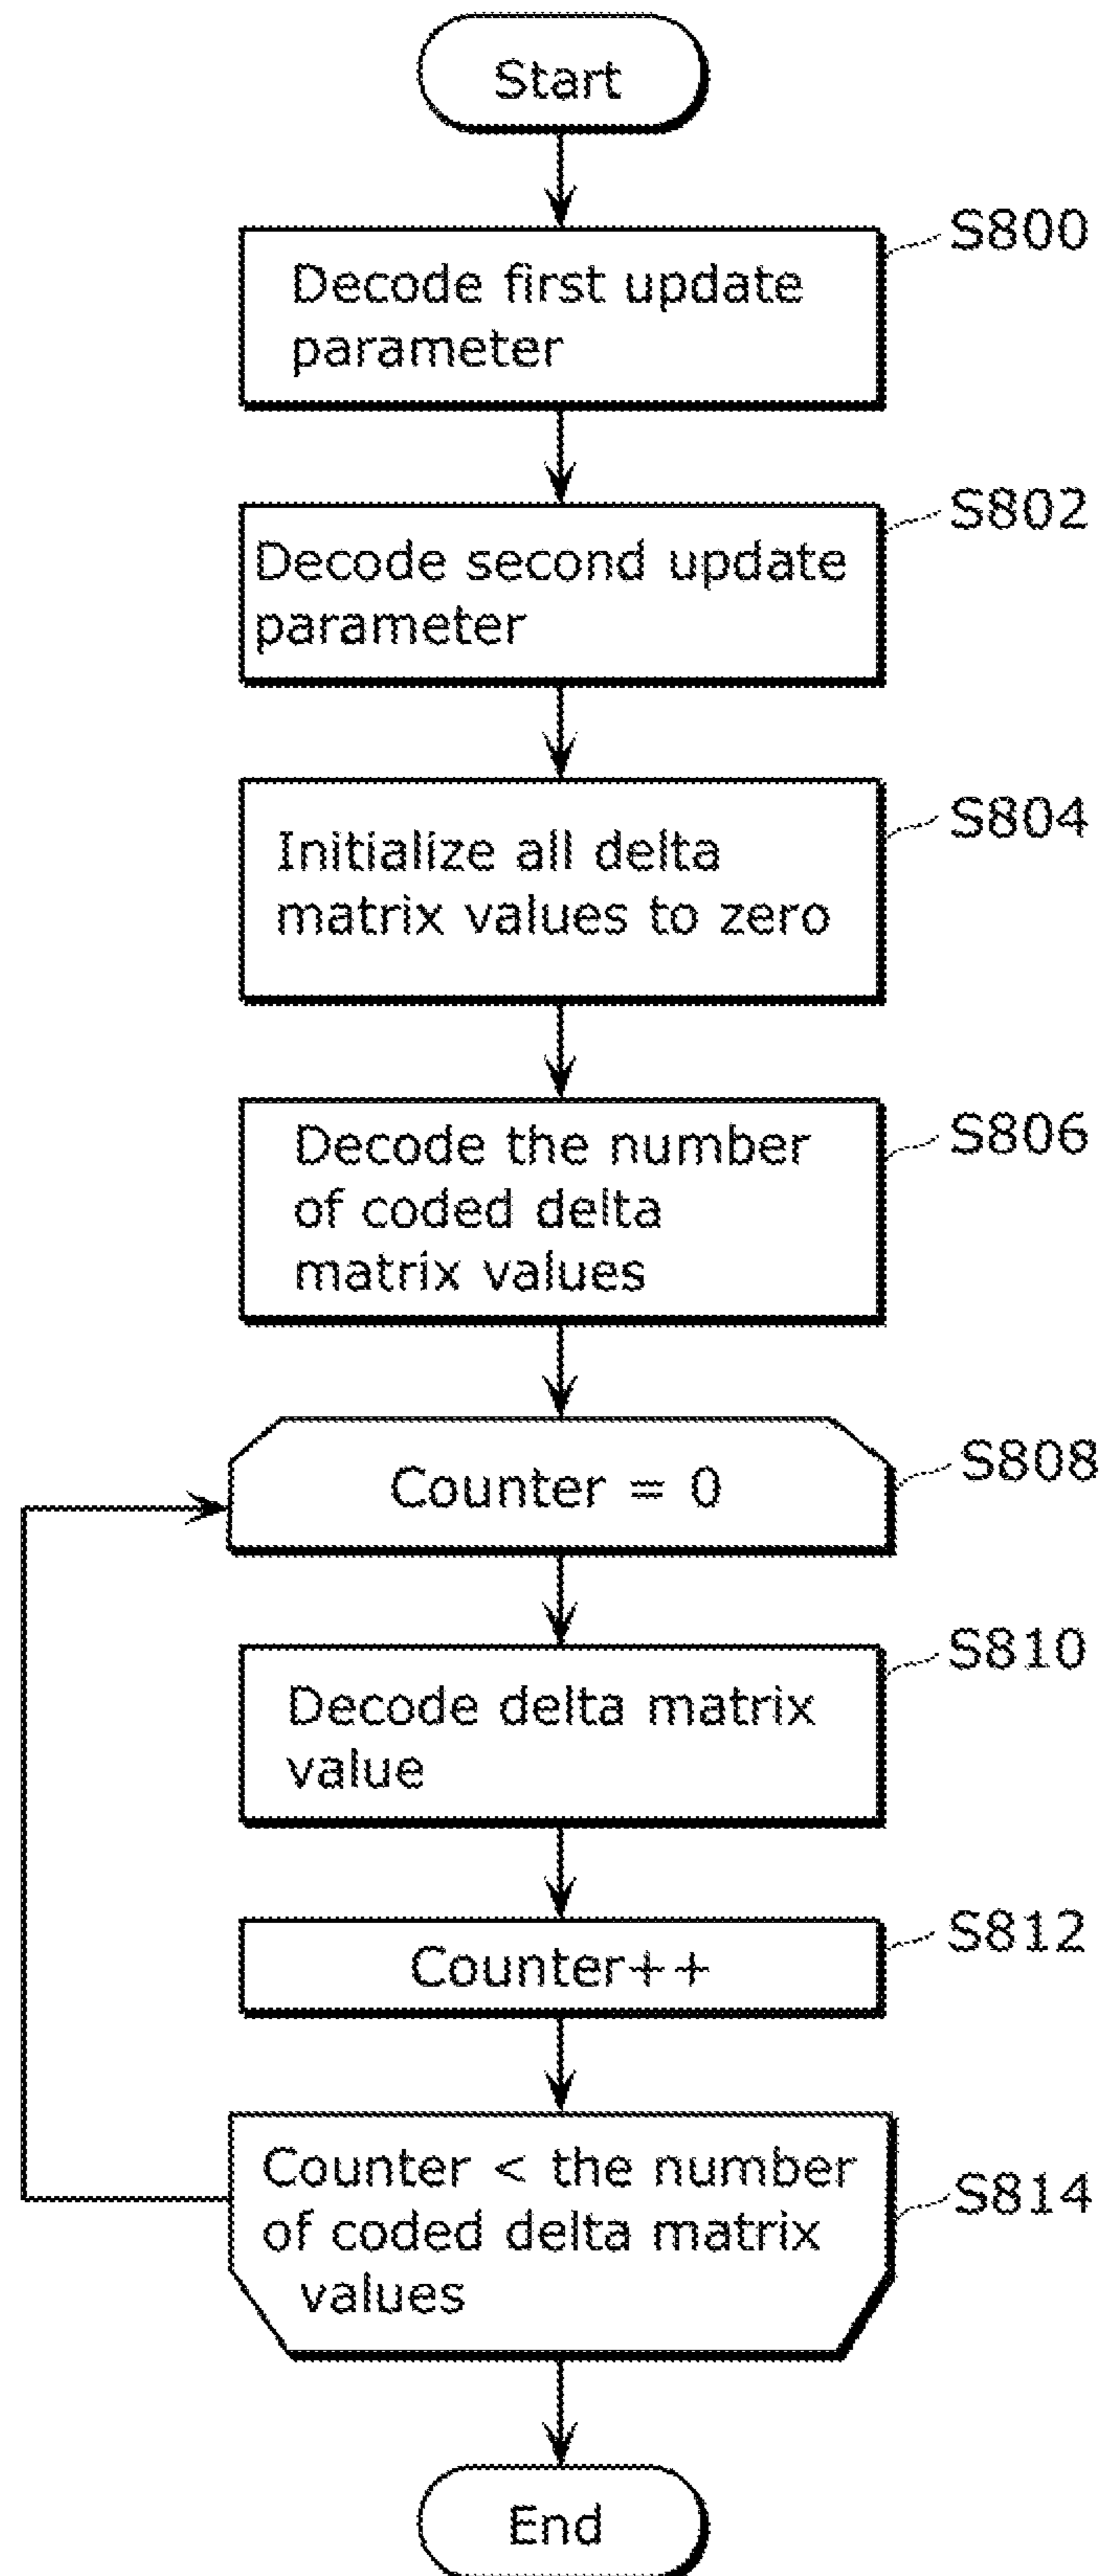 Start
S800
Decode first update
parameter
S802
Decode second update
parameter
S804
Initialize all delta
matrix values to zero
S806
Decode the number
of coded delta
matrix values
S808
Counter = 0
S810
Decode delta matrix
value
S812
Counter++
S814
Counter < the number
of coded delta matrix
values
End